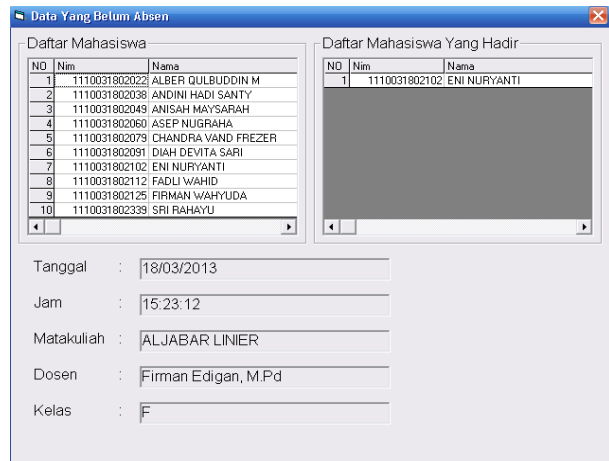 Data Yang Belum Absen
Daftar Mahasiswa
NO Nim Nama
1 1110031802022 ALBER QULBUDDIN M
2 1110031802038 ANDINI HADI SANTY
3 1110031802049 ANISAH MAYSARAH
4 1110031802060 ASEP NUGRAHA
5 1110031802079 CHANDRA VAND FREZER
6 1110031802091 DIAH DEVITA SARI
7 1110031802102 ENI NURYANTI
8 1110031802112 FADLI WAHID
9 1110031802125 FIRMAN WAHYUDA
10 1110031802339 SRI RAHAYU
Daftar Mahasiswa Yang Hadir
NO Nim Nama
1 1110031802102 ENI NURYANTI
Tanggal : 18/03/2013
Jam : 15:23:12
Matakuliah : ALJABAR LINIER
Dosen : Firman Edigan, M.Pd
Kelas : F